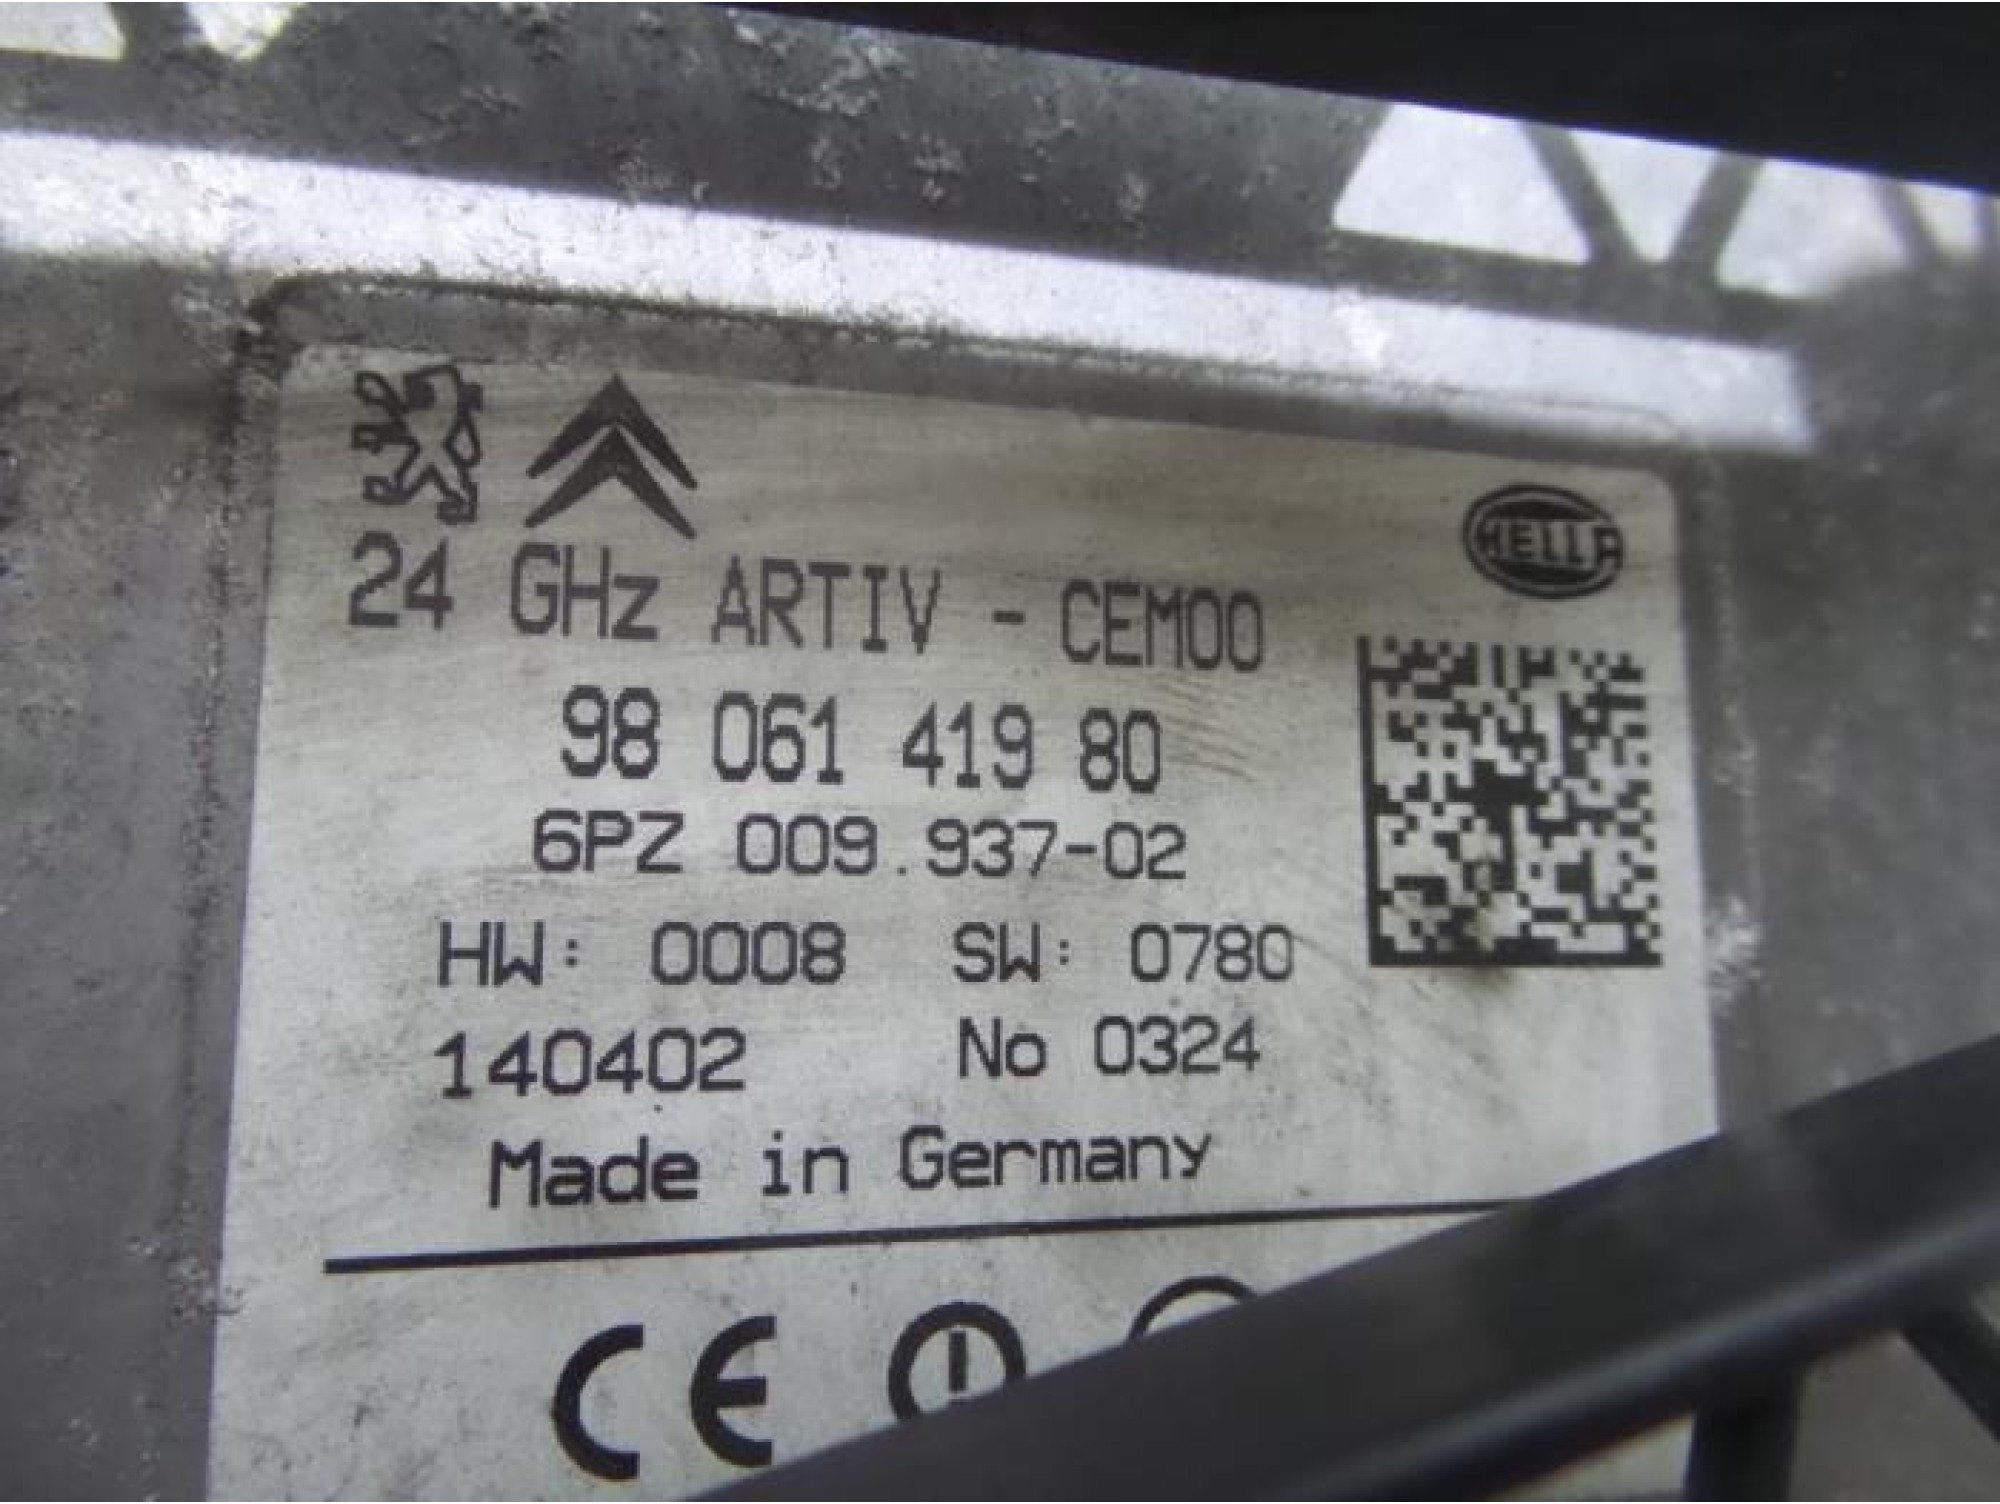 HELLA
24 GHz ARTIV - CEM00
98 061 419 80
6PZ 009.937-02
HW: 0008 SW: 0780
140402 No 0324
Made in Germany
CE